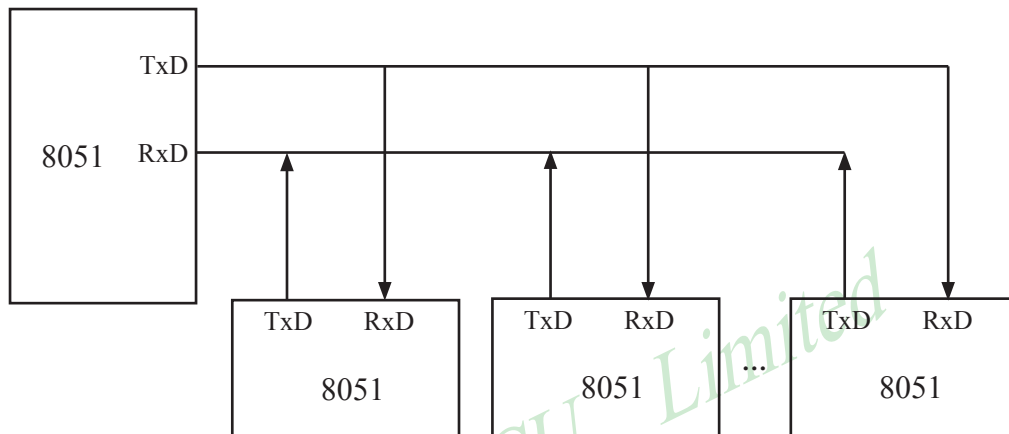 TxD
8051 RxD
TxD RxD TxD RxD TxD RxD
8051 8051 ... 8051
Limited